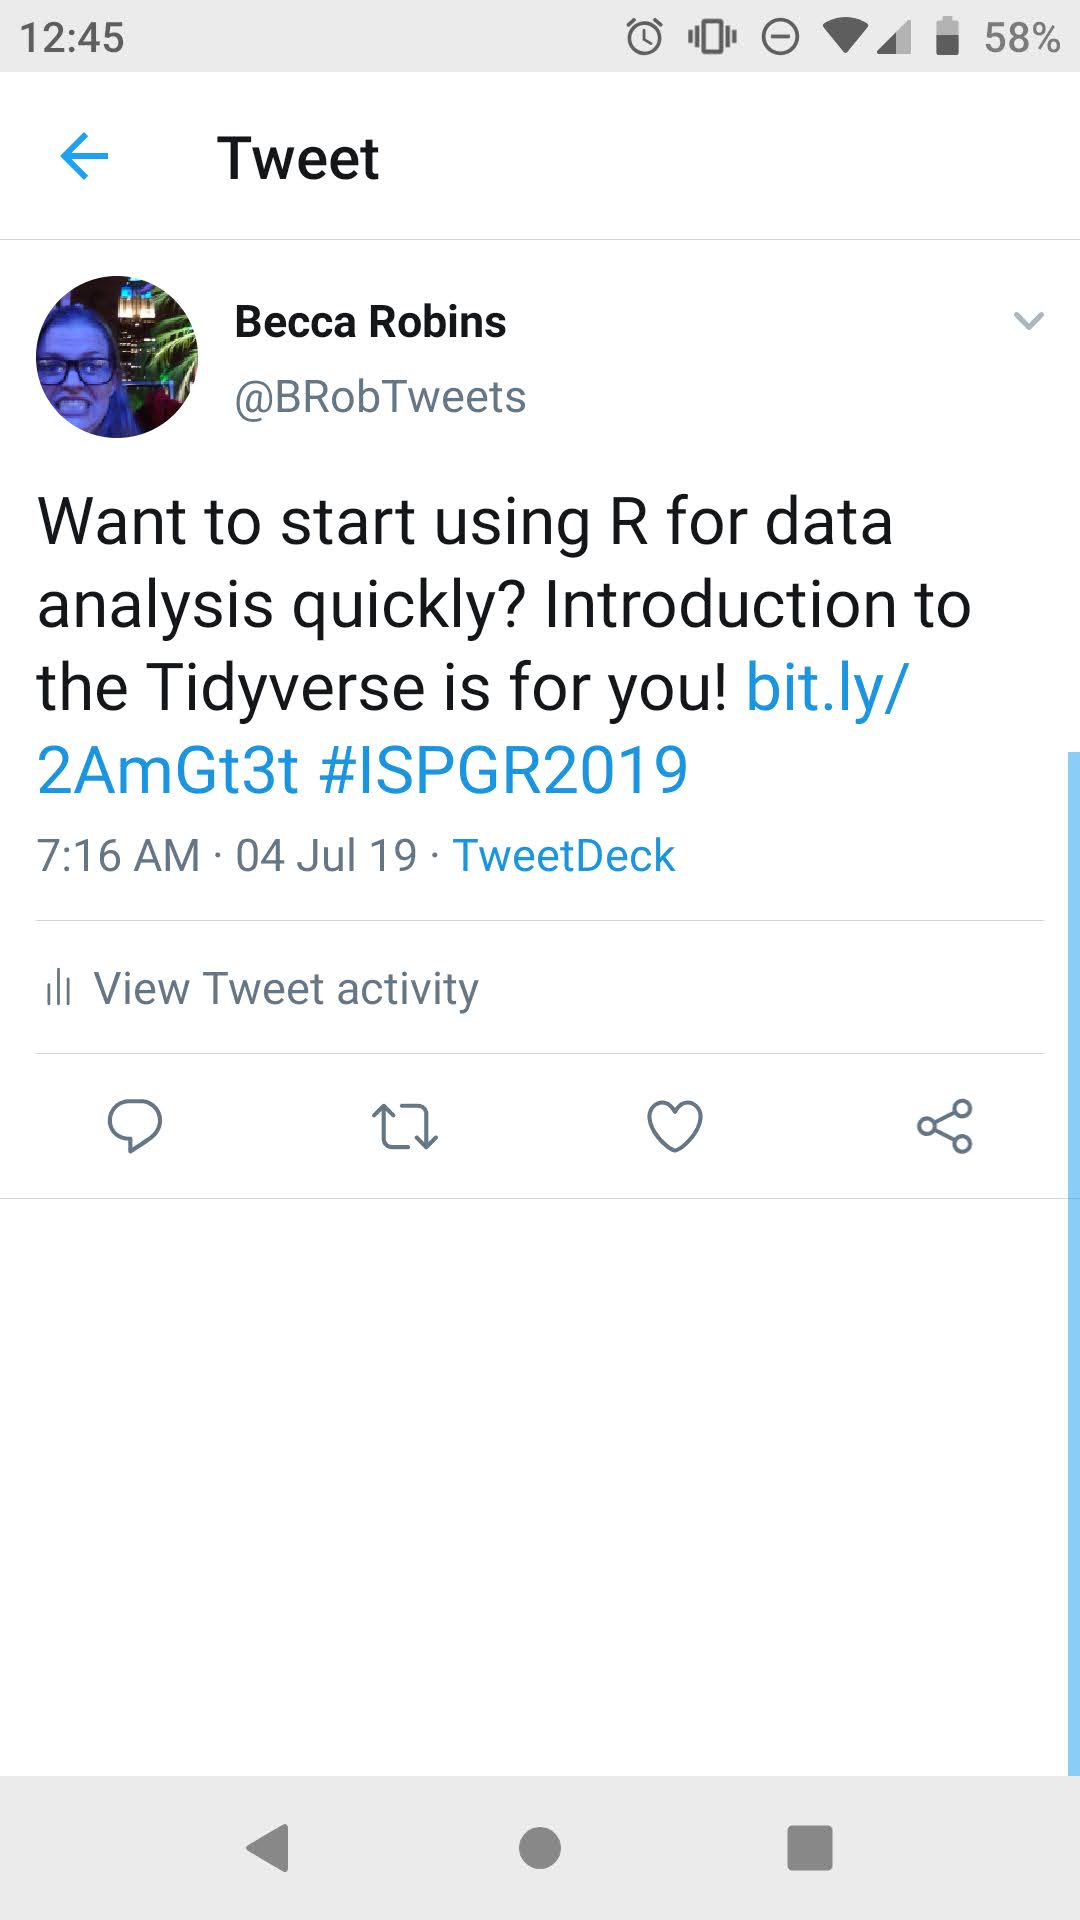 12:45
58%
Tweet
Becca Robins
@BRobTweets
Want to start using R for data
analysis quickly? Introduction to
the Tidyverse is for you! bit.ly/
2AmGt3t #ISPGR2019
7:16 AM · 04 Jul 19 · TweetDeck
View Tweet activity